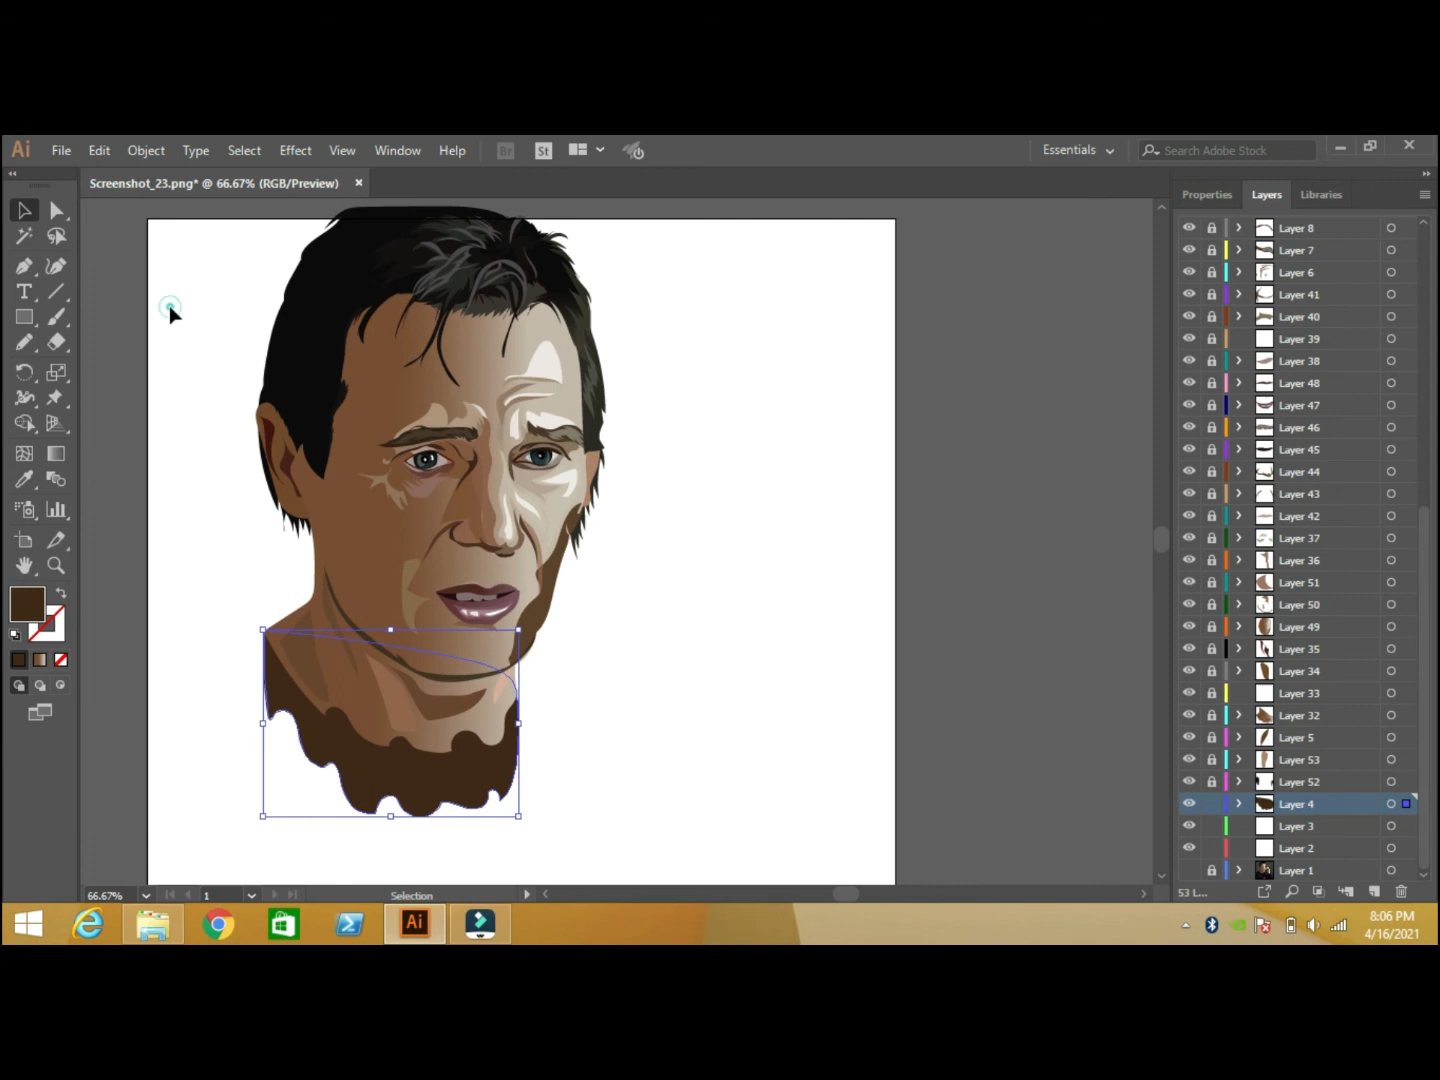 Ai File Edit Object Type Select Effect View Window Help Br St Essentials Search Adobe Stock
Screenshot_23.png* @ 66.67% (RGB/Preview) × Properties Layers Libraries
Layer 8
Layer 7
Layer 6
Layer 41
Layer 40
Layer 39
Layer 38
Layer 48
Layer 47
Layer 46
Layer 45
Layer 44
Layer 43
Layer 42
Layer 37
Layer 36
Layer 51
Layer 50
Layer 49
Layer 35
Layer 34
Layer 33
Layer 32
Layer 5
Layer 53
Layer 52
Layer 4
Layer 3
Layer 2
Layer 1
66.67% 1 Selection 53 L...
Ai
8:06 PM
4/16/2021